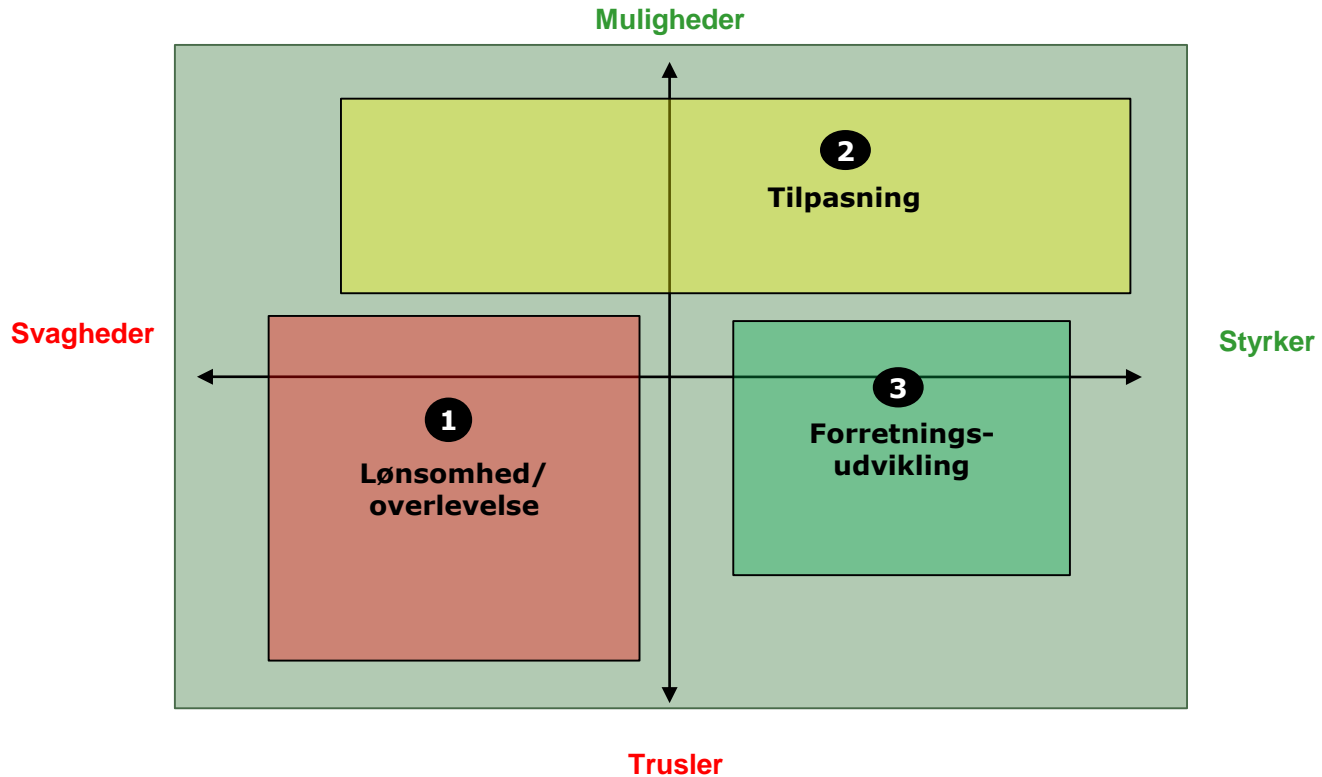 Muligheder
2
Tilpasning
Svagheder
Styrker
1
Lønsomhed/
overlevelse
3
Forretnings-
udvikling
Trusler